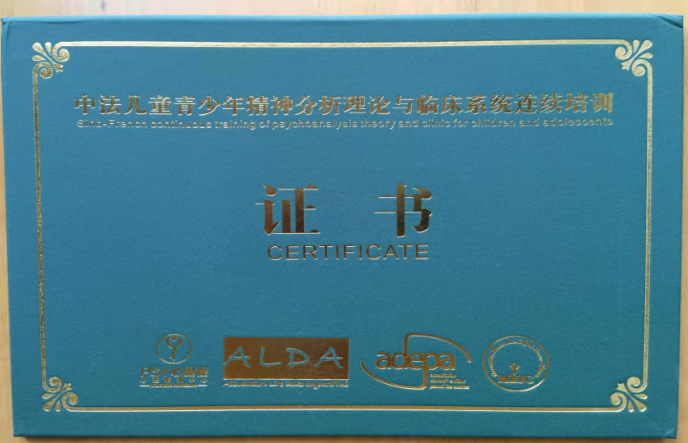 中法儿童青少年精神分析理论与临床系统连续培训
Sino-French continuous training of psychoanalysis theory and clinic for children and adolescents
证 书
CERTIFICATE
ALDA
adepa